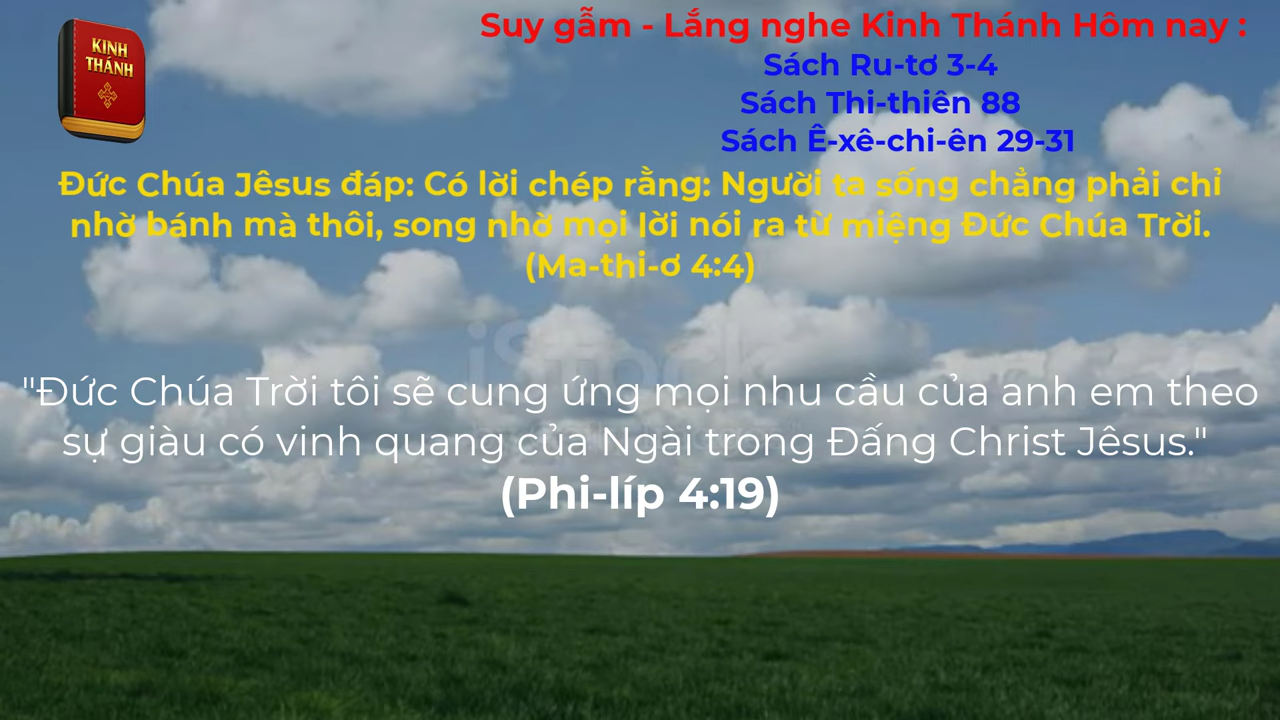 KINH
THÁNH
Suy gẫm - Lắng nghe Kinh Thánh Hôm nay :
Sách Ru-tơ 3-4
Sách Thi-thiên 88
Sách Ê-xê-chi-ên 29-31
Đức Chúa Jêsus đáp: Có lời chép rằng: Người ta sống chẳng phải chỉ
nhờ bánh mà thôi, song nhờ mọi lời nói ra từ miệng Đức Chúa Trời.
(Ma-thi-ơ 4:4)
iStock
"Đức Chúa Trời tôi sẽ cung ứng mọi nhu cầu của anh em theo
sự giàu có vinh quang của Ngài trong Đấng Christ Jêsus."
(Phi-líp 4:19)